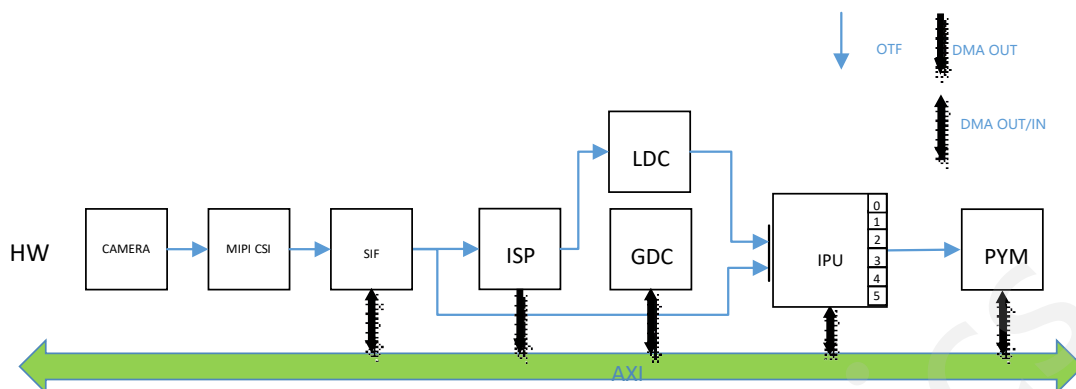 OTF
DMA OUT
DMA OUT/IN
HW
CAMERA
MIPI CSI
SIF
ISP
LDC
GDC
IPU
0
1
2
3
4
5
PYM
AXI